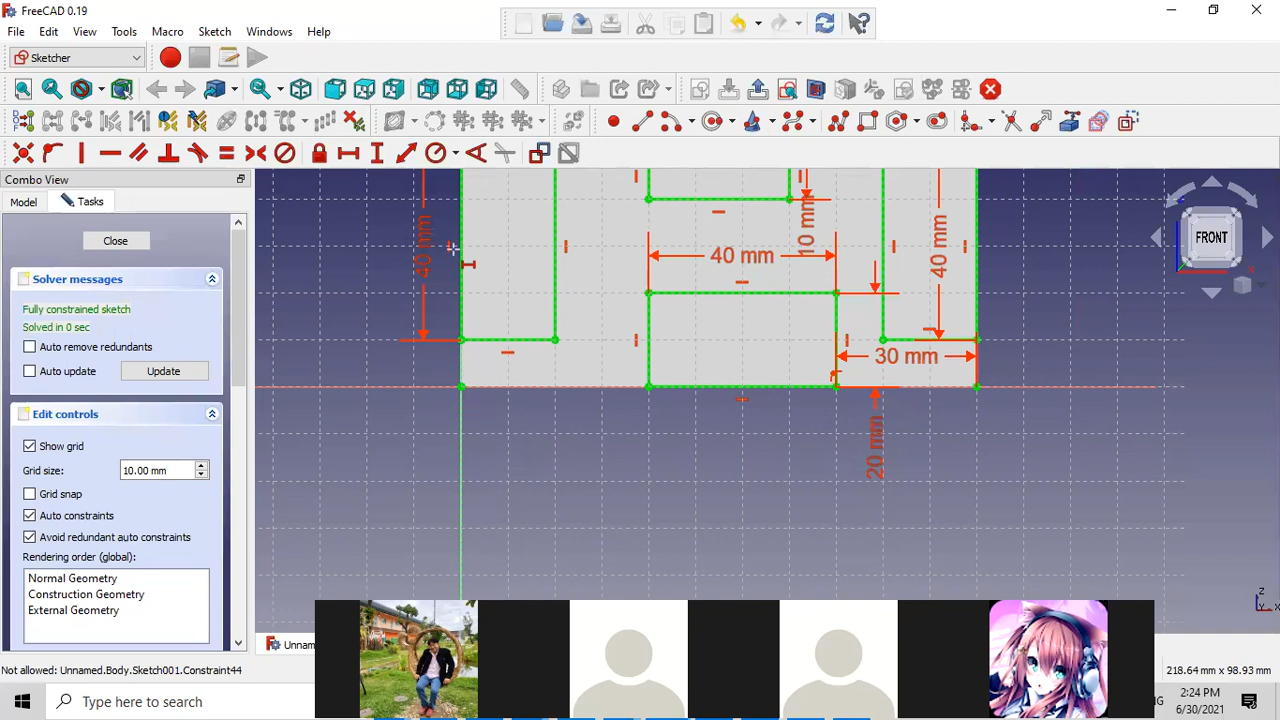 FreeCAD 0.19
File Edit View Tools Macro Sketch Windows Help
Sketcher
Combo View
Model Tasks
Close
Solver messages
Fully constrained sketch
Solved in 0 sec
Auto remove redundants
Auto update Update
Edit controls
Show grid
Grid size: 10.00 mm
Grid snap
Auto constraints
Avoid redundant auto constraints
Rendering order (global):
Normal Geometry
Construction Geometry
External Geometry
40 mm
10 mm
40 mm
40 mm
30 mm
20 mm
FRONT
Z
Y
X
Unnam
Not allowed: Unnamed.Body.Sketch001.Constraint44
218.64 mm × 98.93 mm
Type here to search
2:24 PM
6/30/2021